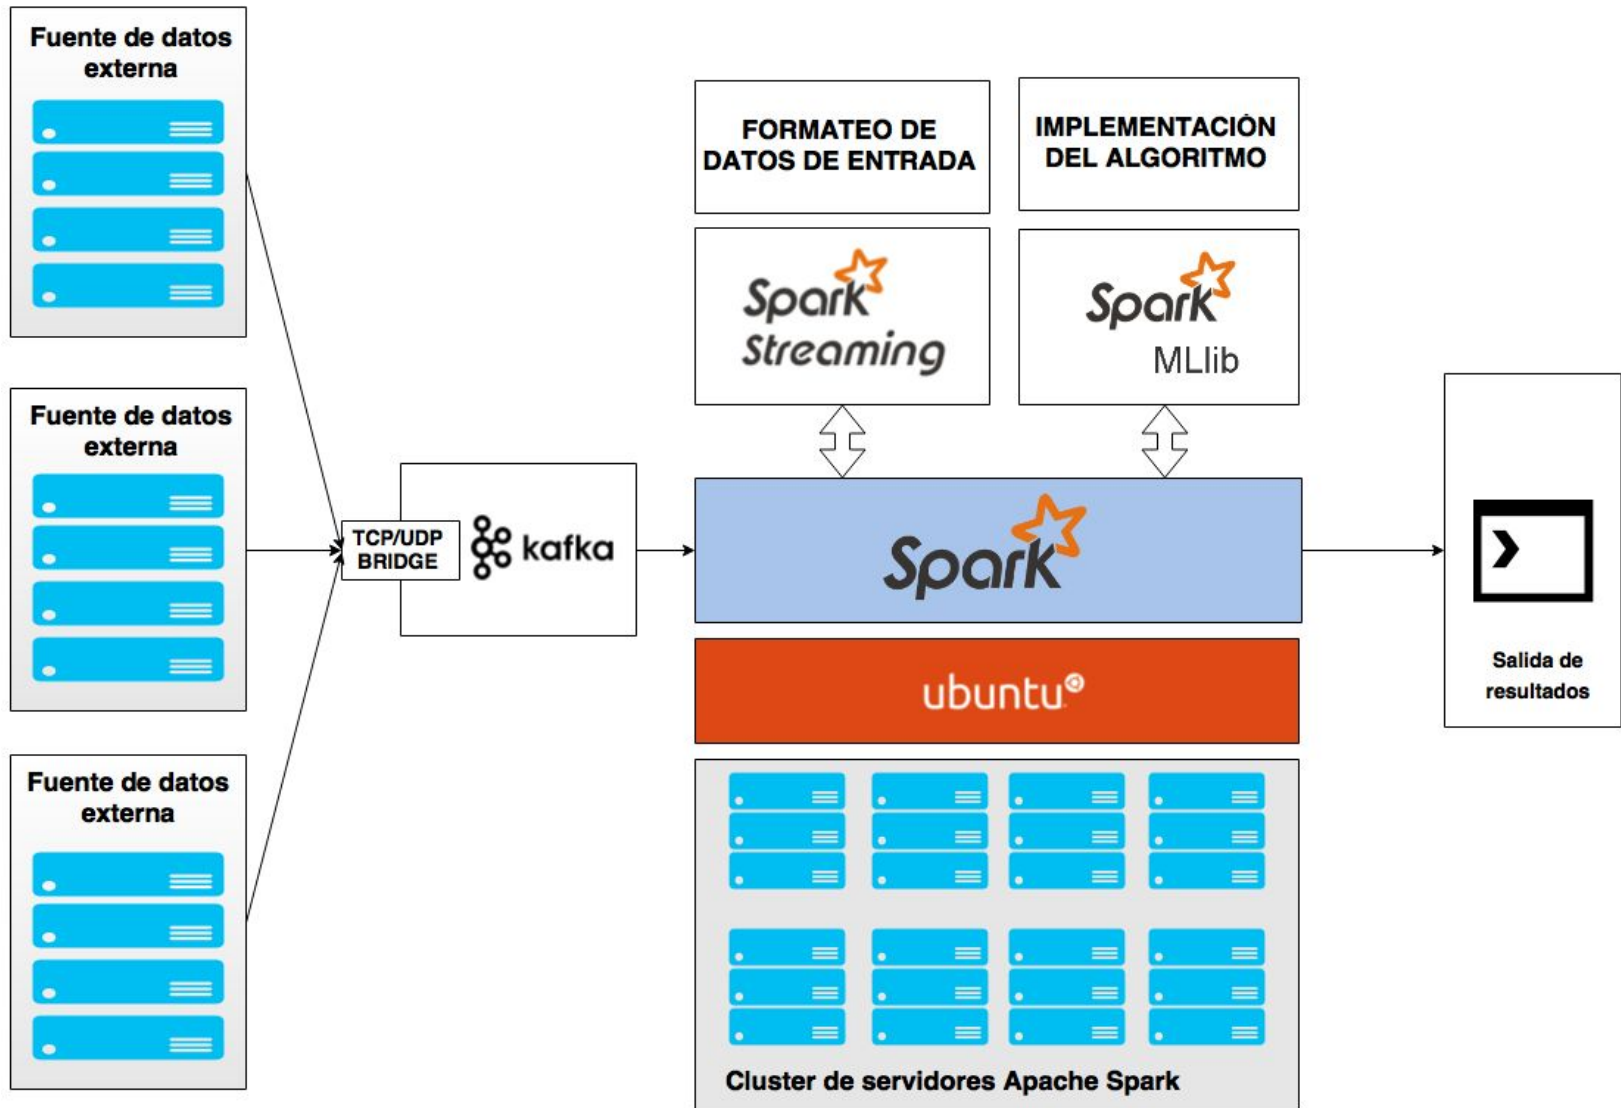 Fuente de datos
externa
Fuente de datos
externa
Fuente de datos
externa
TCP/UDP
BRIDGE
kafka
FORMATEO DE
DATOS DE ENTRADA
Spark
Streaming
IMPLEMENTACIÓN
DEL ALGORITMO
Spark
MLlib
Spark
ubuntu
Cluster de servidores Apache Spark
Salida de
resultados